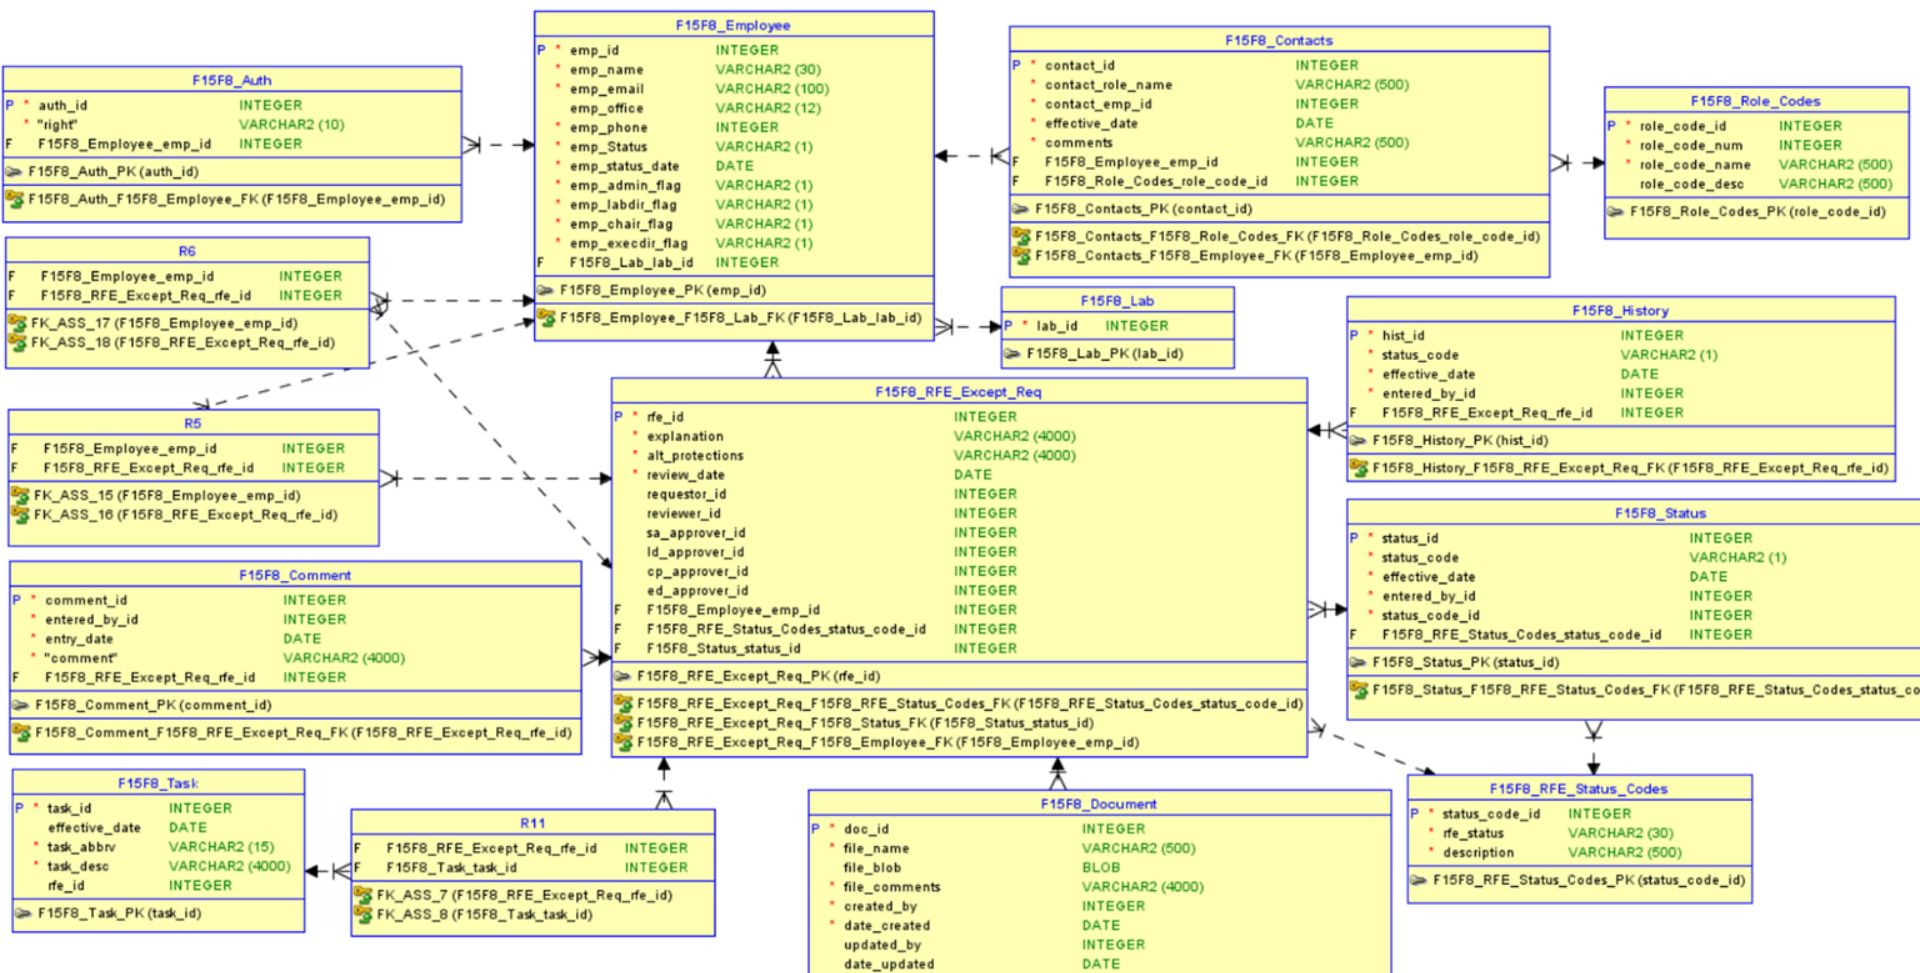 F15F8_Auth
P * auth_id INTEGER
* "right" VARCHAR2 (10)
F F15F8_Employee_emp_id INTEGER
F15F8_Auth_PK (auth_id)
F15F8_Auth_F15F8_Employee_FK (F15F8_Employee_emp_id)
F15F8_Employee
P * emp_id INTEGER
* emp_name VARCHAR2 (30)
* emp_email VARCHAR2 (100)
emp_office VARCHAR2 (12)
* emp_phone INTEGER
* emp_Status VARCHAR2 (1)
* emp_status_date DATE
* emp_admin_flag VARCHAR2 (1)
* emp_labdir_flag VARCHAR2 (1)
* emp_chair_flag VARCHAR2 (1)
* emp_execdir_flag VARCHAR2 (1)
F F15F8_Lab_lab_id INTEGER
F15F8_Employee_PK (emp_id)
F15F8_Employee_F15F8_Lab_FK (F15F8_Lab_lab_id)
F15F8_Contacts
P * contact_id INTEGER
* contact_role_name VARCHAR2 (500)
* contact_emp_id INTEGER
* effective_date DATE
* comments VARCHAR2 (500)
F F15F8_Employee_emp_id INTEGER
F F15F8_Role_Codes_role_code_id INTEGER
F15F8_Contacts_PK (contact_id)
F15F8_Contacts_F15F8_Role_Codes_FK (F15F8_Role_Codes_role_code_id)
F15F8_Contacts_F15F8_Employee_FK (F15F8_Employee_emp_id)
F15F8_Role_Codes
P * role_code_id INTEGER
* role_code_num INTEGER
* role_code_name VARCHAR2 (500)
* role_code_desc VARCHAR2 (500)
F15F8_Role_Codes_PK (role_code_id)
R6
F F15F8_Employee_emp_id INTEGER
F F15F8_RFE_Except_Req_rfe_id INTEGER
FK_ASS_17 (F15F8_Employee_emp_id)
FK_ASS_18 (F15F8_RFE_Except_Req_rfe_id)
F15F8_Lab
P * lab_id INTEGER
F15F8_Lab_PK (lab_id)
F15F8_History
P * hist_id INTEGER
* status_code VARCHAR2 (1)
* effective_date DATE
* entered_by_id INTEGER
F F15F8_RFE_Except_Req_rfe_id INTEGER
F15F8_History_PK (hist_id)
F15F8_History_F15F8_RFE_Except_Req_FK (F15F8_RFE_Except_Req_rfe_id)
R5
F F15F8_Employee_emp_id INTEGER
F F15F8_RFE_Except_Req_rfe_id INTEGER
FK_ASS_15 (F15F8_Employee_emp_id)
FK_ASS_16 (F15F8_RFE_Except_Req_rfe_id)
F15F8_RFE_Except_Req
P * rfe_id INTEGER
* explanation VARCHAR2 (4000)
* alt_protections VARCHAR2 (4000)
* review_date DATE
requestor_id INTEGER
reviewer_id INTEGER
sa_approver_id INTEGER
ld_approver_id INTEGER
cp_approver_id INTEGER
ed_approver_id INTEGER
F F15F8_Employee_emp_id INTEGER
F F15F8_RFE_Status_Codes_status_code_id INTEGER
F F15F8_Status_status_id INTEGER
F15F8_RFE_Except_Req_PK (rfe_id)
F15F8_RFE_Except_Req_F15F8_RFE_Status_Codes_FK (F15F8_RFE_Status_Codes_status_code_id)
F15F8_RFE_Except_Req_F15F8_Status_FK (F15F8_Status_status_id)
F15F8_RFE_Except_Req_F15F8_Employee_FK (F15F8_Employee_emp_id)
F15F8_Status
P * status_id INTEGER
* status_code VARCHAR2 (1)
* effective_date DATE
* entered_by_id INTEGER
* status_code_id INTEGER
F F15F8_RFE_Status_Codes_status_code_id INTEGER
F15F8_Status_PK (status_id)
F15F8_Status_F15F8_RFE_Status_Codes_FK (F15F8_RFE_Status_Codes_status_co
F15F8_Comment
P * comment_id INTEGER
* entered_by_id INTEGER
* entry_date DATE
* "comment" VARCHAR2 (4000)
F F15F8_RFE_Except_Req_rfe_id INTEGER
F15F8_Comment_PK (comment_id)
F15F8_Comment_F15F8_RFE_Except_Req_FK (F15F8_RFE_Except_Req_rfe_id)
F15F8_Task
P * task_id INTEGER
effective_date DATE
* task_abbrv VARCHAR2 (15)
* task_desc VARCHAR2 (4000)
rfe_id INTEGER
F15F8_Task_PK (task_id)
R11
F F15F8_RFE_Except_Req_rfe_id INTEGER
F F15F8_Task_task_id INTEGER
FK_ASS_7 (F15F8_RFE_Except_Req_rfe_id)
FK_ASS_8 (F15F8_Task_task_id)
F15F8_Document
P * doc_id INTEGER
* file_name VARCHAR2 (500)
file_blob BLOB
* file_comments VARCHAR2 (4000)
* created_by INTEGER
* date_created DATE
updated_by INTEGER
date_updated DATE
F15F8_RFE_Status_Codes
P * status_code_id INTEGER
* rfe_status VARCHAR2 (30)
* description VARCHAR2 (500)
F15F8_RFE_Status_Codes_PK (status_code_id)